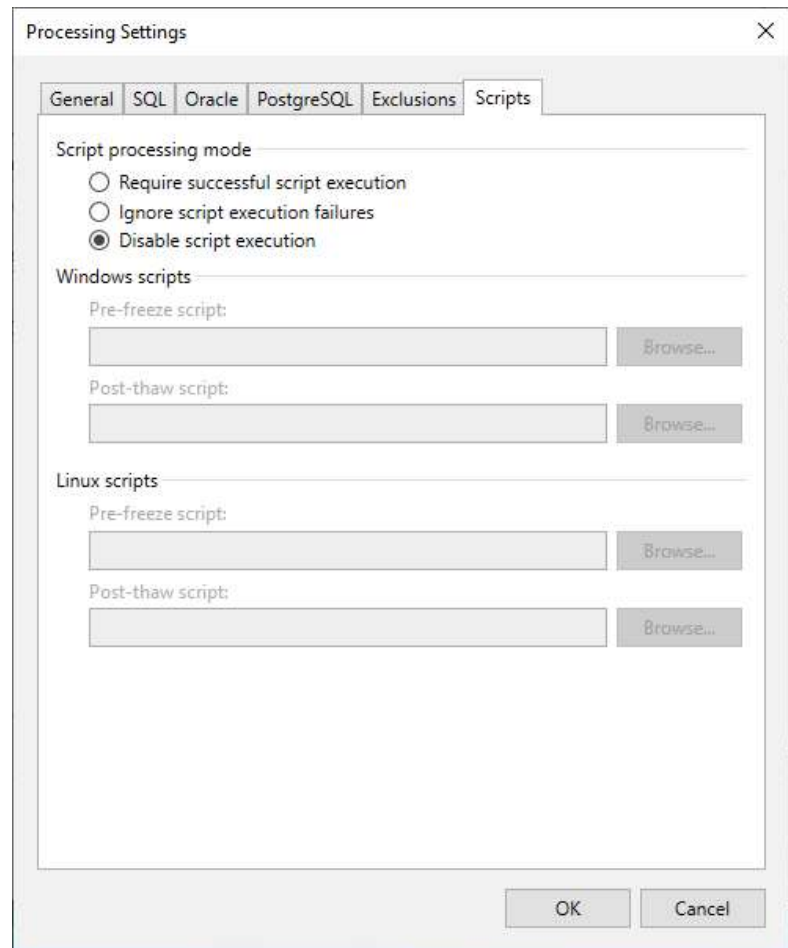 Processing Settings
General SQL Oracle PostgreSQL Exclusions Scripts
Script processing mode
Require successful script execution
Ignore script execution failures
Disable script execution
Windows scripts
Pre-freeze script:
Browse...
Post-thaw script:
Browse...
Linux scripts
Pre-freeze script:
Browse...
Post-thaw script:
Browse...
OK Cancel